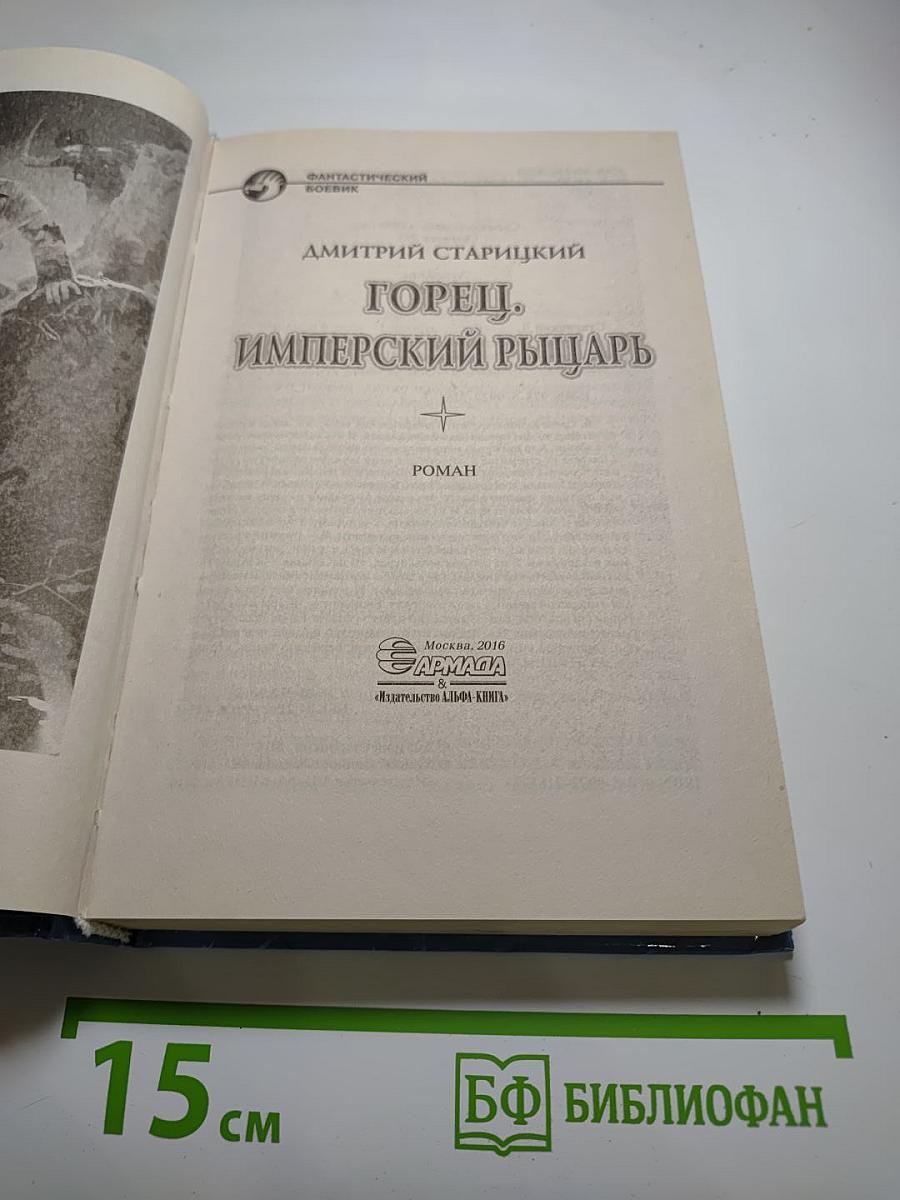 ФАНТАСТИЧЕСКИЙ
БОЕВИК
ДМИТРИЙ СТАРИЦКИЙ
ГОРЕЦ.
ИМПЕРСКИЙ РЫЦАРЬ
РОМАН
Москва, 2016
АРМАДА
&
«Издательство АЛЬФА-КНИГА»
15 см
БФ БИБЛИОФАН